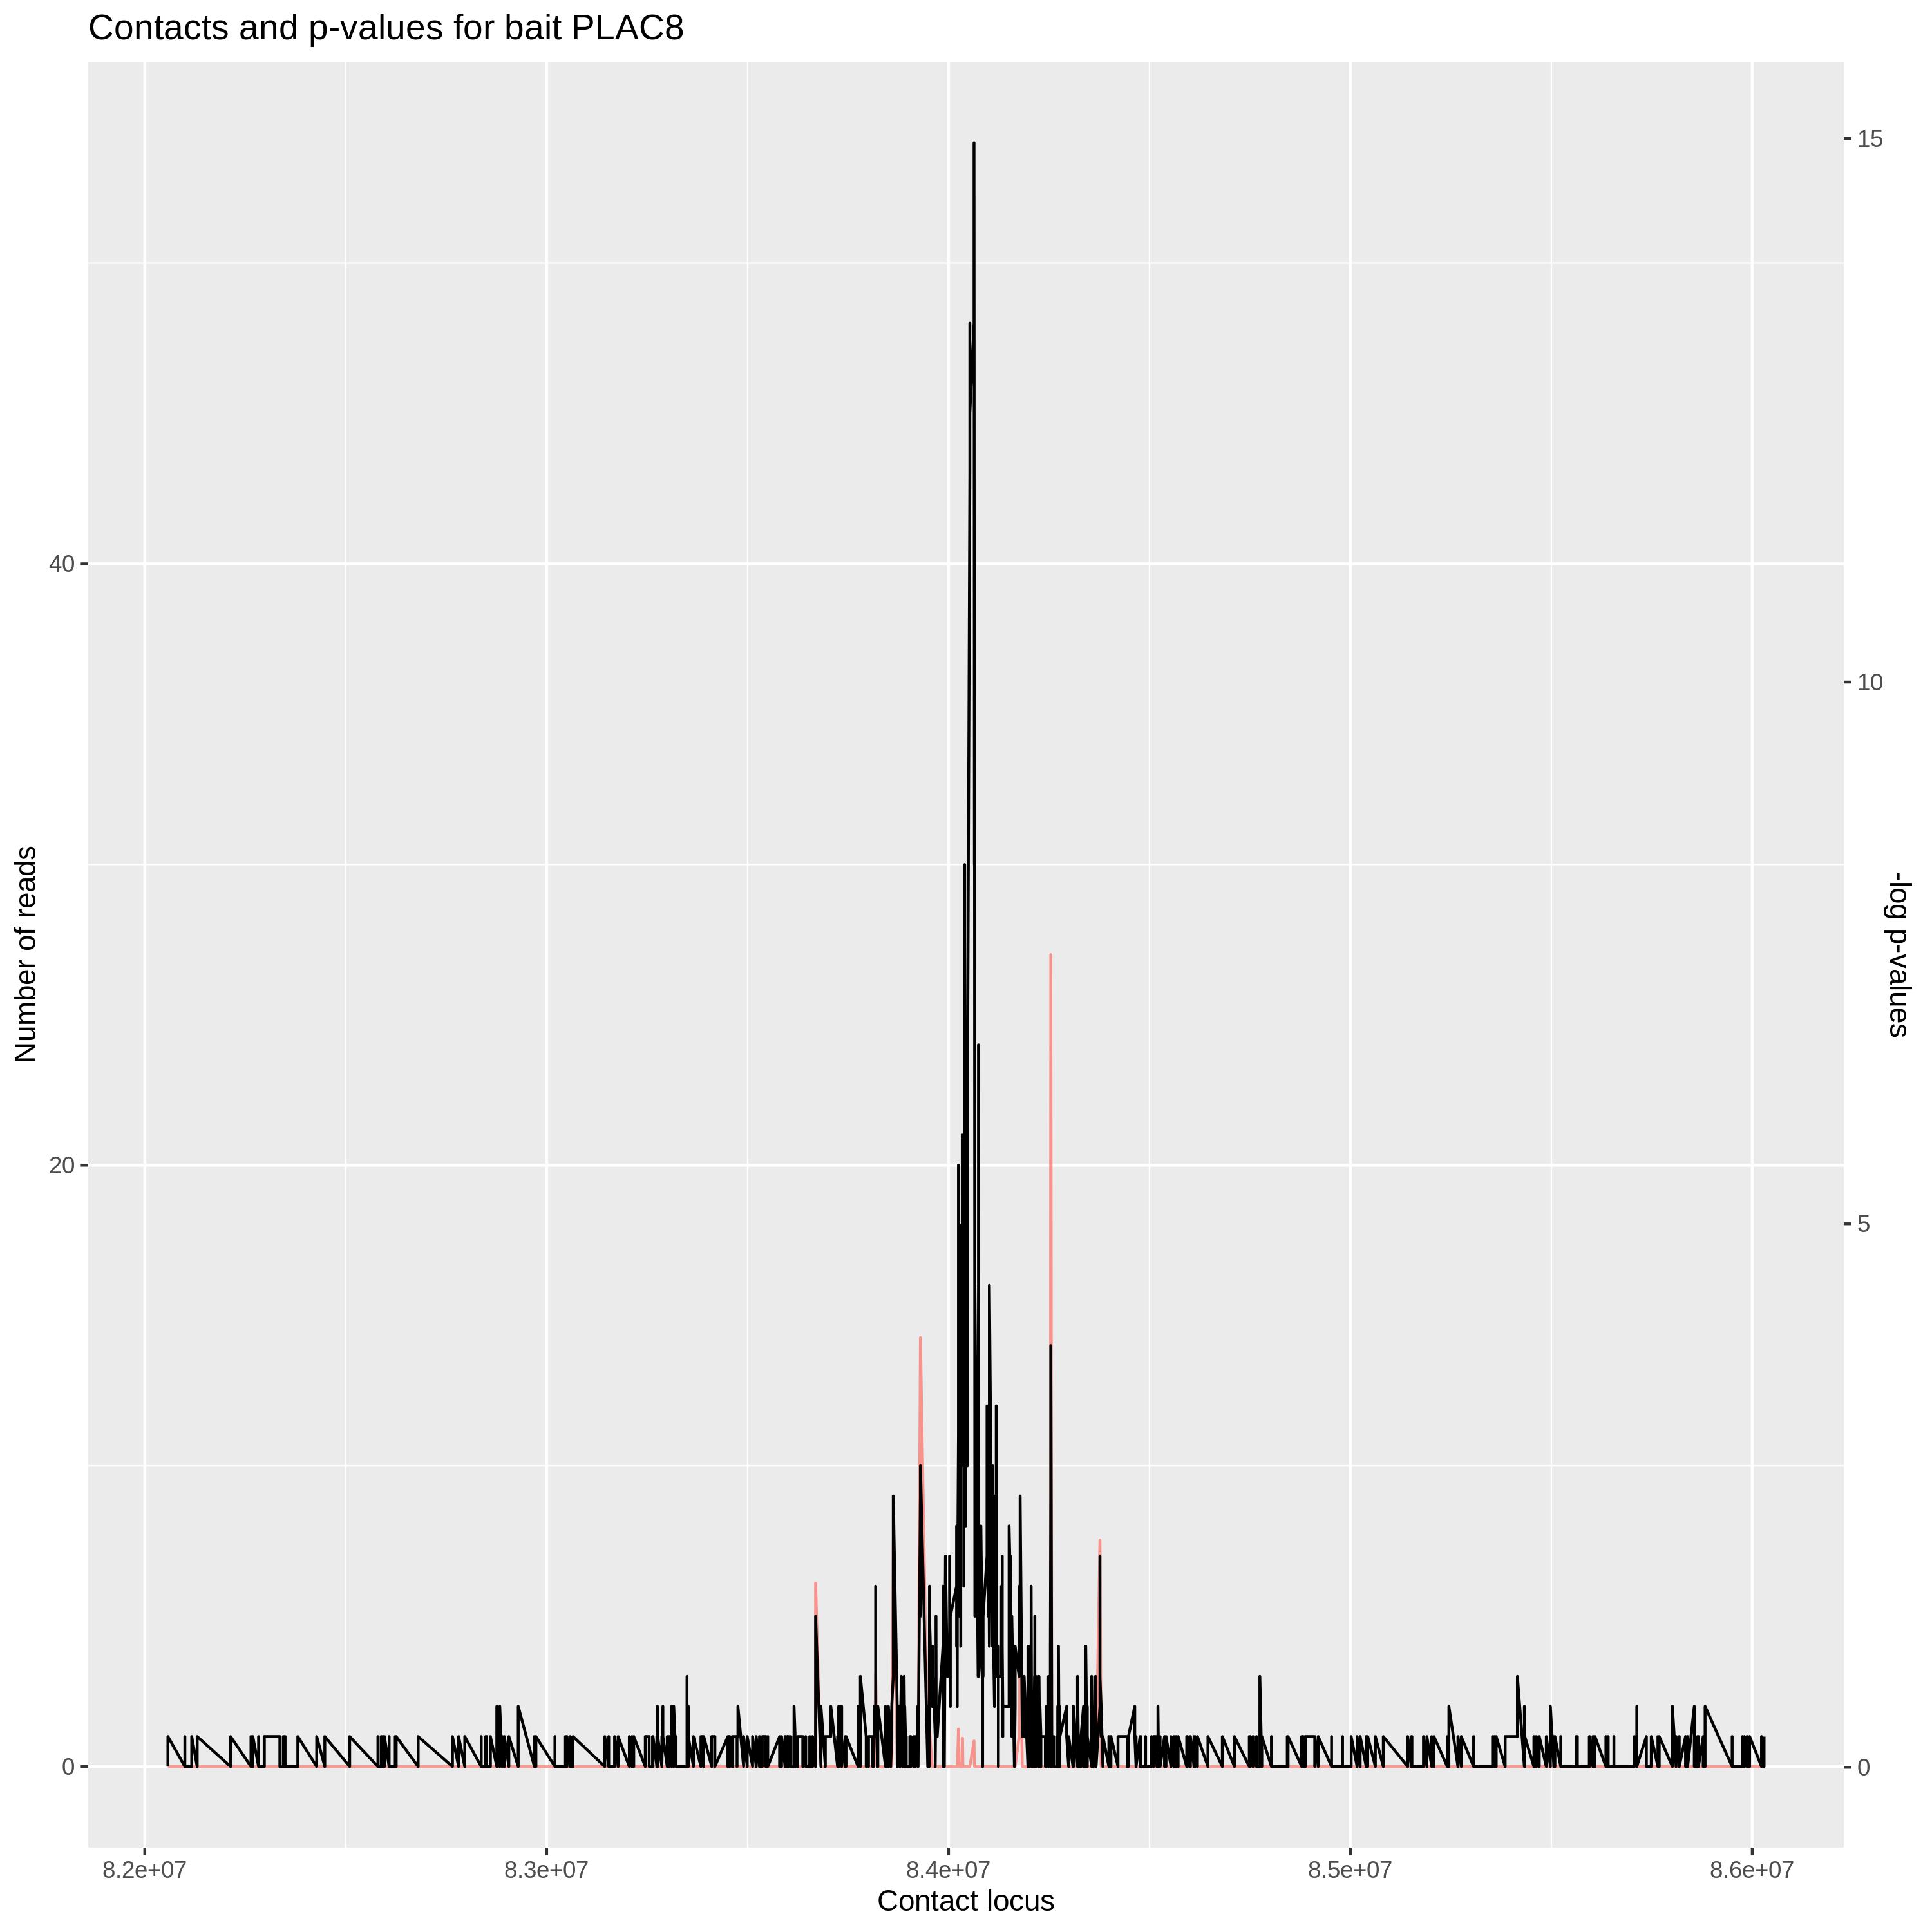 Contacts and p-values for bait PLAC8
Number of reads
40
20
0
15
10
5
0
-log p-values
8.2e+07
8.3e+07
8.4e+07
8.5e+07
8.6e+07
Contact locus